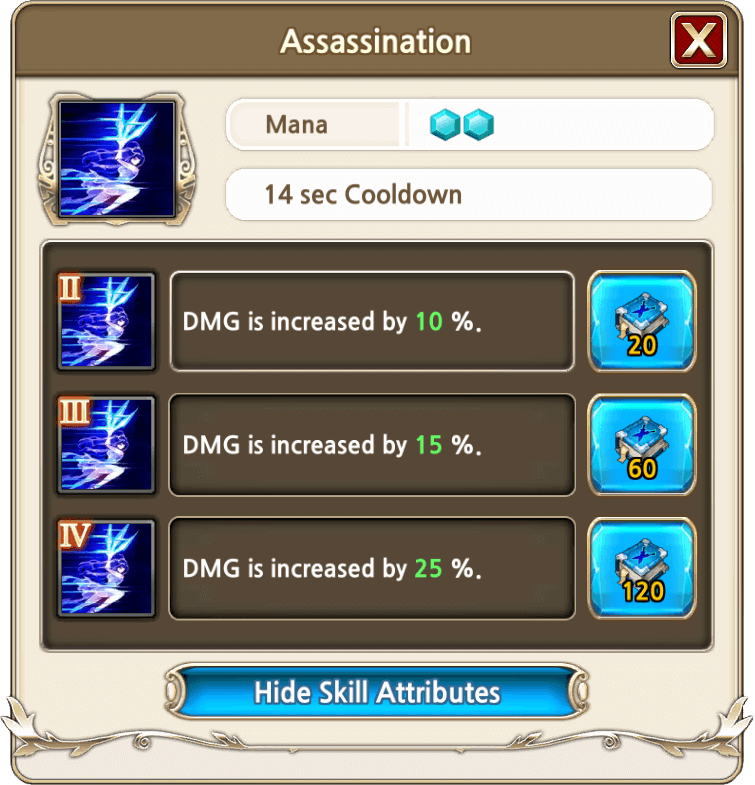 Assassination
X
Mana
14 sec Cooldown
II
DMG is increased by 10 %.
20
III
DMG is increased by 15 %.
60
IV
DMG is increased by 25 %.
120
Hide Skill Attributes